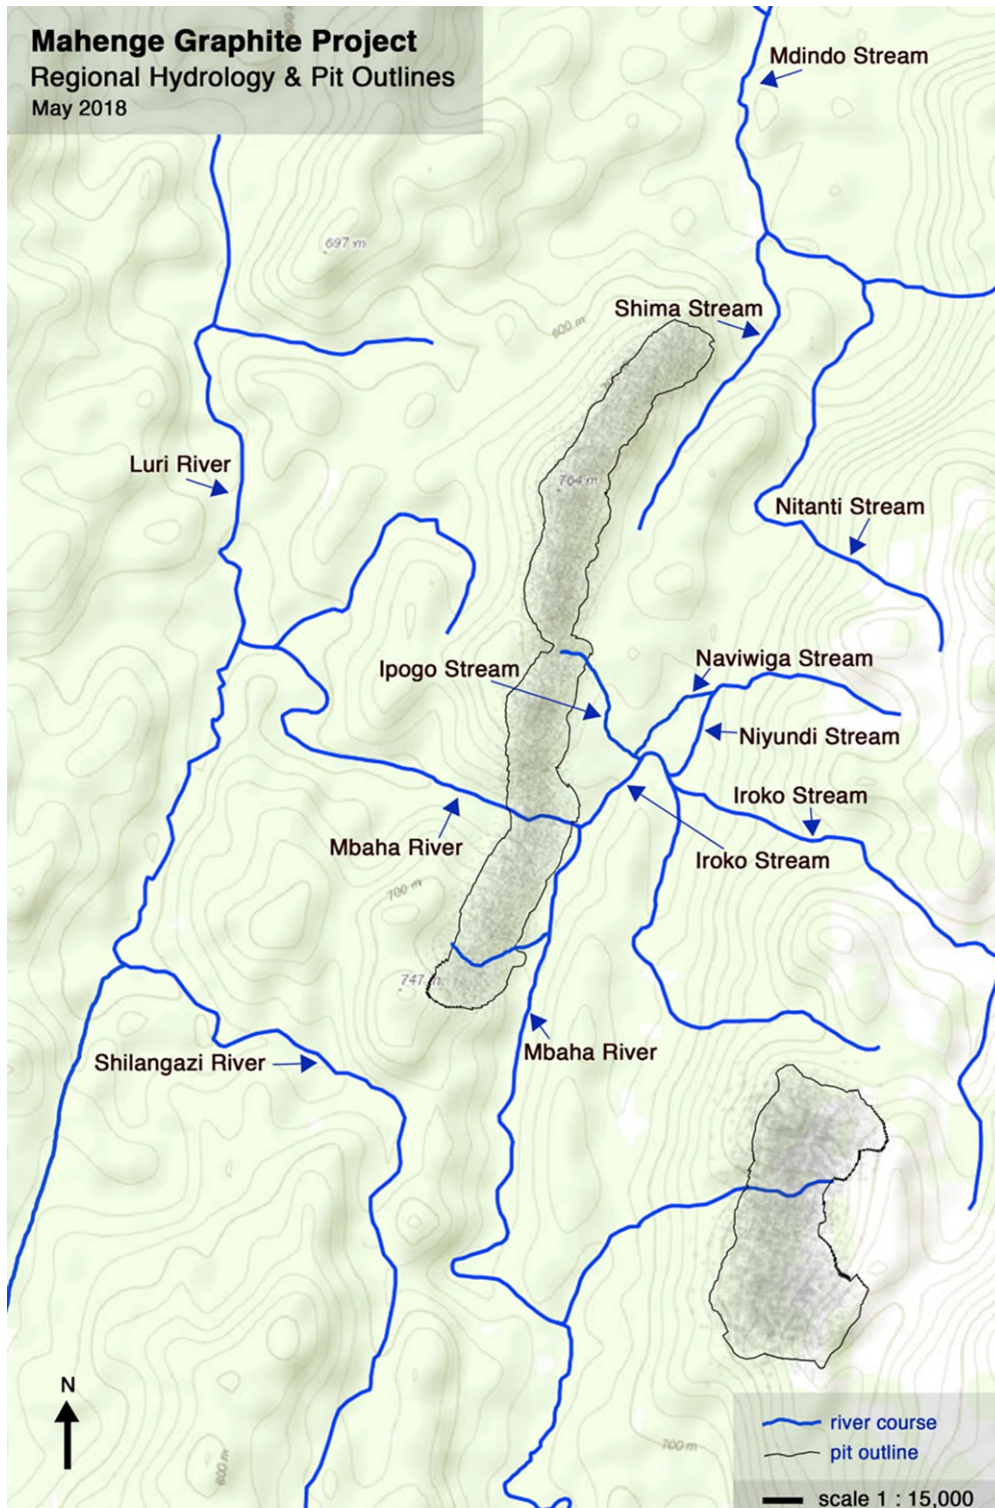 Mahenge Graphite Project
Regional Hydrology & Pit Outlines
May 2018
Mdindo Stream
697 m
Shima Stream
600 m
Luri River
764 m
Nitanti Stream
Ipogo Stream
Naviwiga Stream
Niyundi Stream
Iroko Stream
Mbaha River
Iroko Stream
700 m
747 m
Mbaha River
Shilangazi River
N
600 m
700 m
river course
pit outline
scale 1 : 15,000